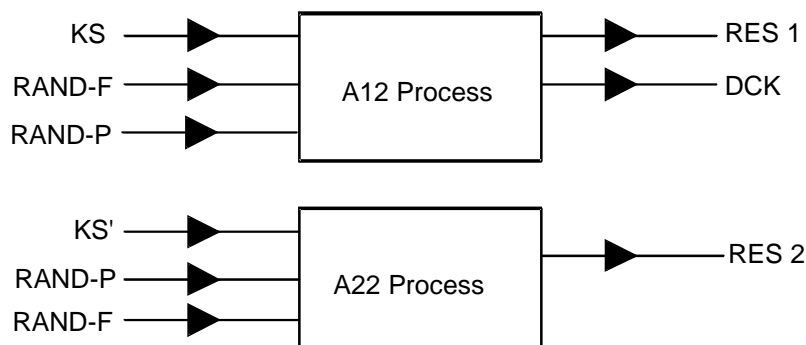 KS
RAND-F
RAND-P
A12 Process
RES 1
DCK
KS'
RAND-P
RAND-F
A22 Process
RES 2